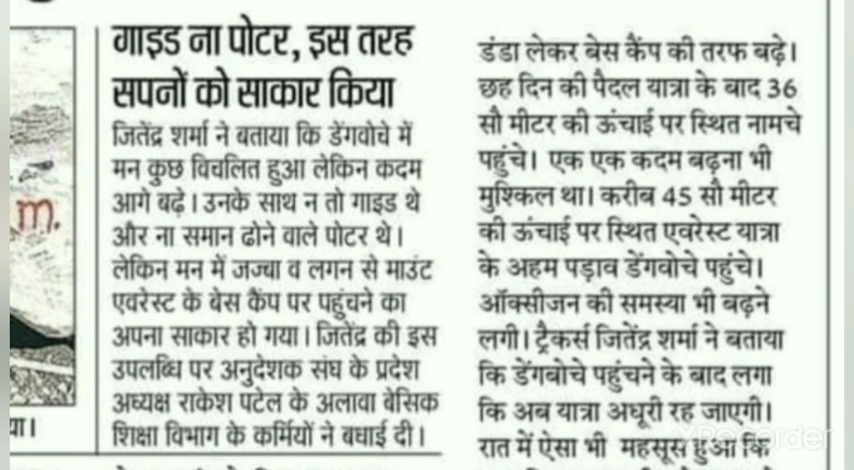 m.
या।
गाइड ना पोटर, इस तरह
सपनों को साकार किया
जितेंद्र शर्मा ने बताया कि डेंगवोचे में
मन कुछ विचलित हुआ लेकिन कदम
आगे बढ़े। उनके साथ न तो गाइड थे
और ना समान ढोने वाले पोटर थे।
लेकिन मन में जज्बा व लगन से माउंट
एवरेस्ट के बेस कैंप पर पहुंचने का
अपना साकार हो गया। जितेंद्र की इस
उपलब्धि पर अनुदेशक संघ के प्रदेश
अध्यक्ष राकेश पटेल के अलावा बेसिक
शिक्षा विभाग के कर्मियों ने बधाई दी।
डंडा लेकर बेस कैंप की तरफ बढ़े।
छह दिन की पैदल यात्रा के बाद 36
सौ मीटर की ऊंचाई पर स्थित नामचे
पहुंचे। एक एक कदम बढ़ना भी
मुश्किल था। करीब 45 सौ मीटर
की ऊंचाई पर स्थित एवरेस्ट यात्रा
के अहम पड़ाव डेंगवोचे पहुंचे।
ऑक्सीजन की समस्या भी बढ़ने
लगी। ट्रैकर्स जितेंद्र शर्मा ने बताया
कि डेंगबोचे पहुंचने के बाद लगा
कि अब यात्रा अधूरी रह जाएगी।
रात में ऐसा भी महसूस हुआ कि
XRecorder